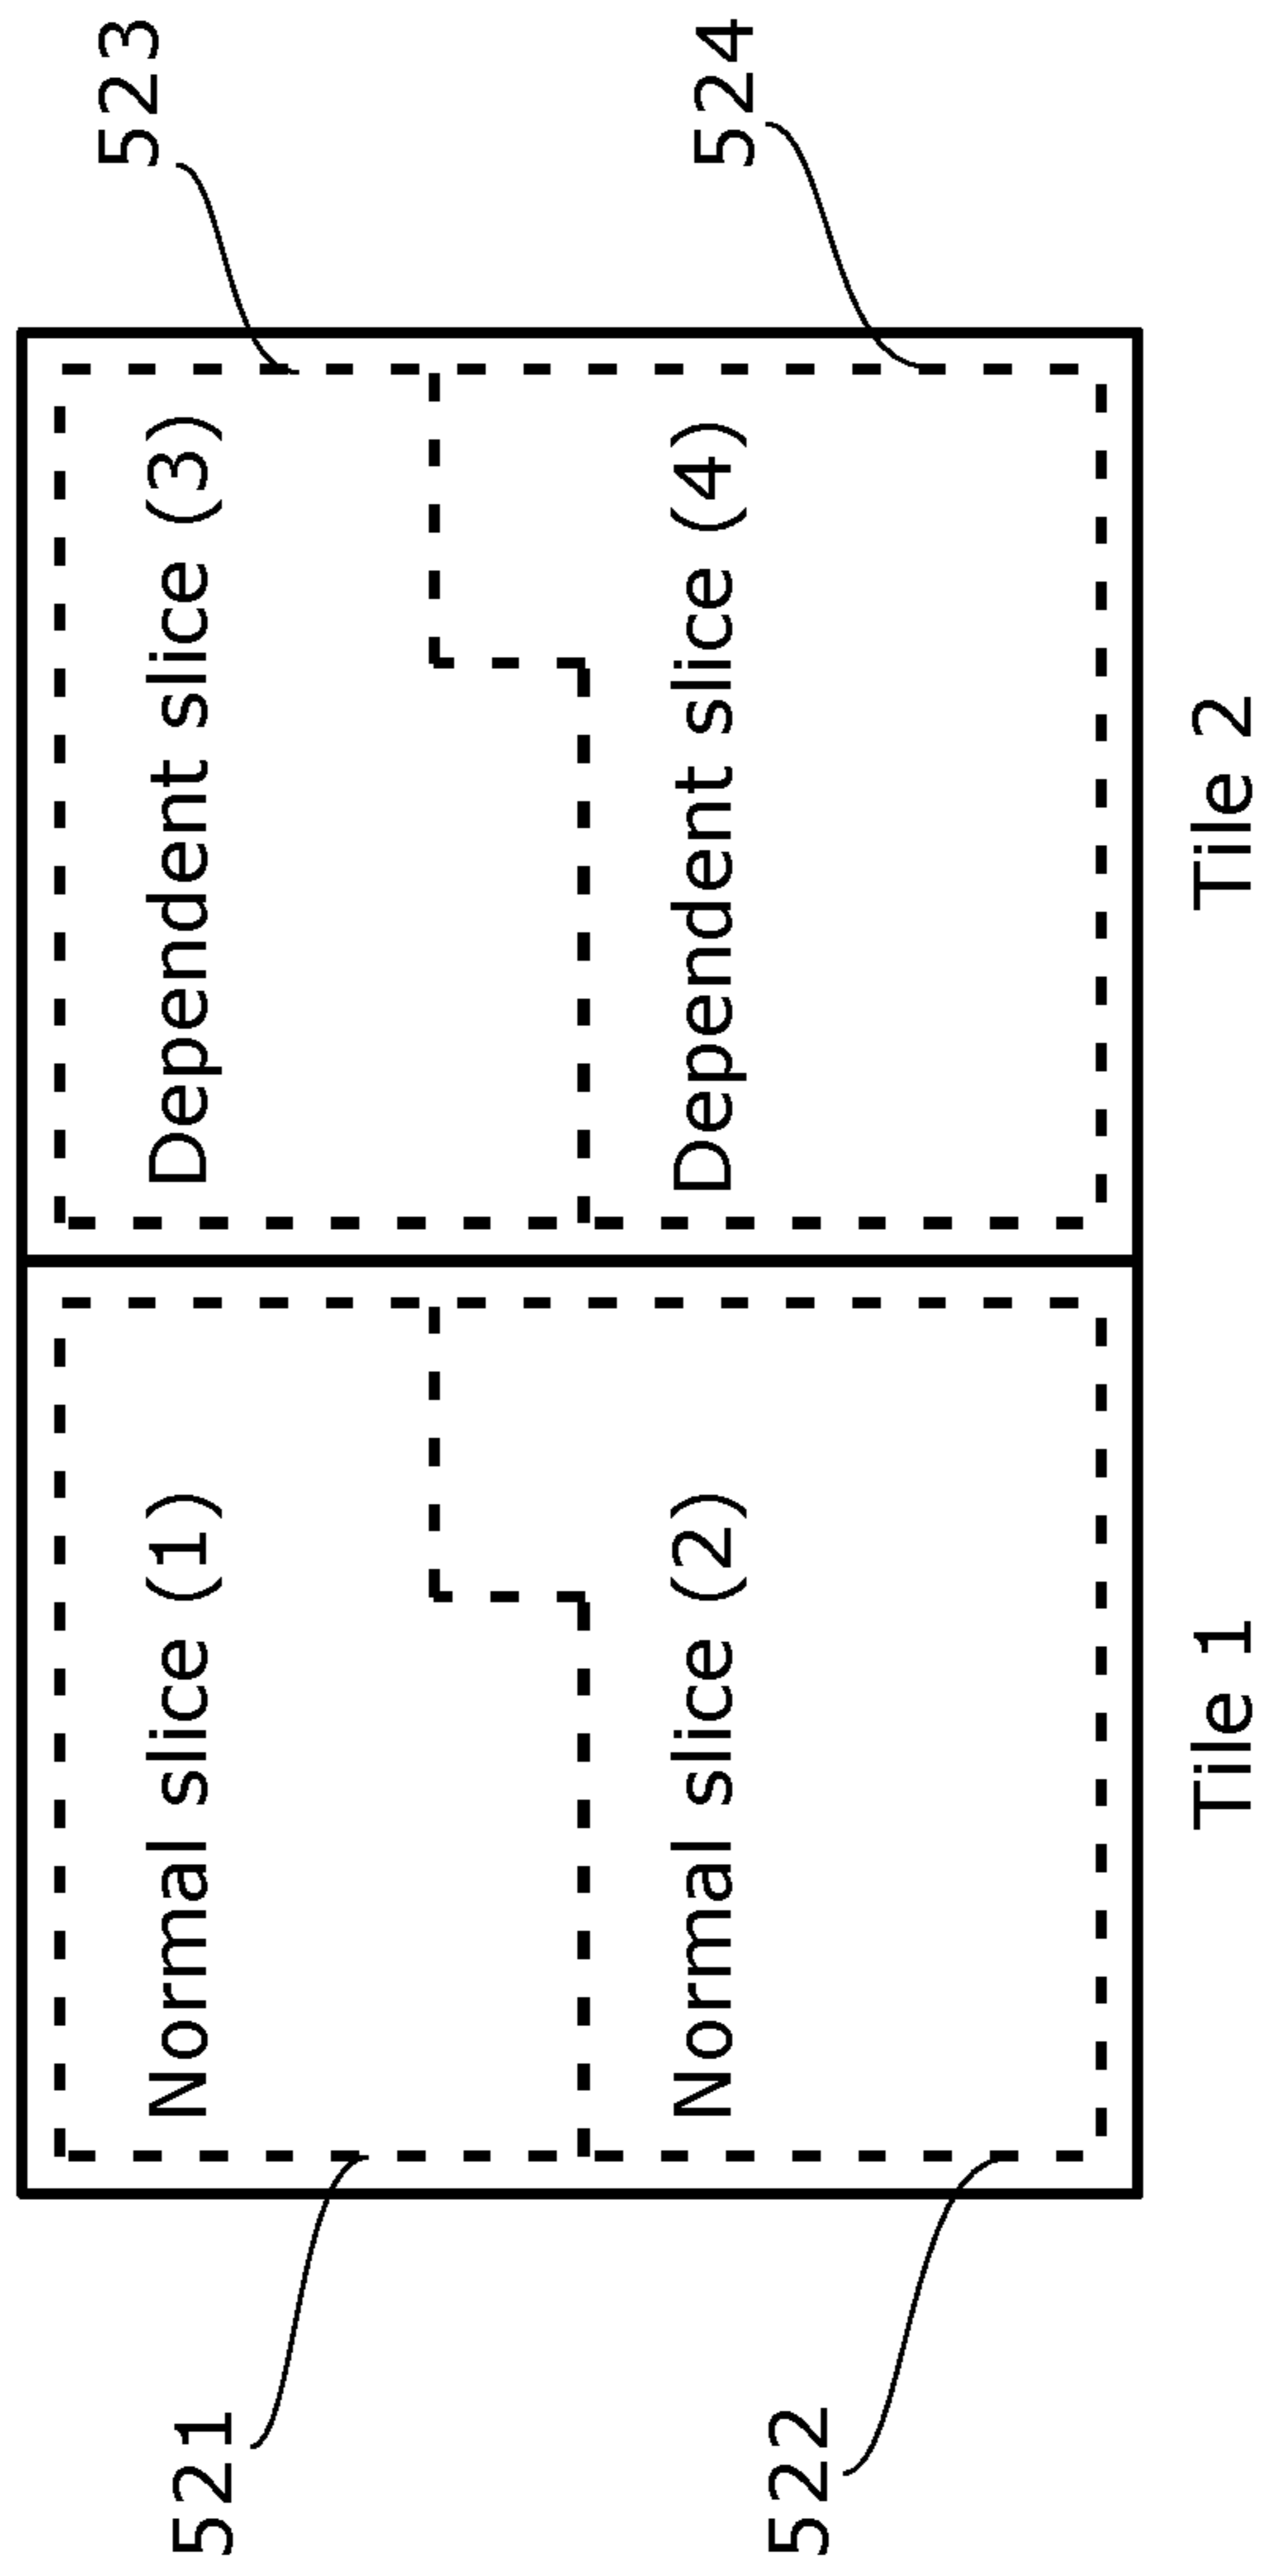 521
Normal slice (1)
Dependent slice (3)
523
522
Normal slice (2)
Dependent slice (4)
524
Tile 1
Tile 2